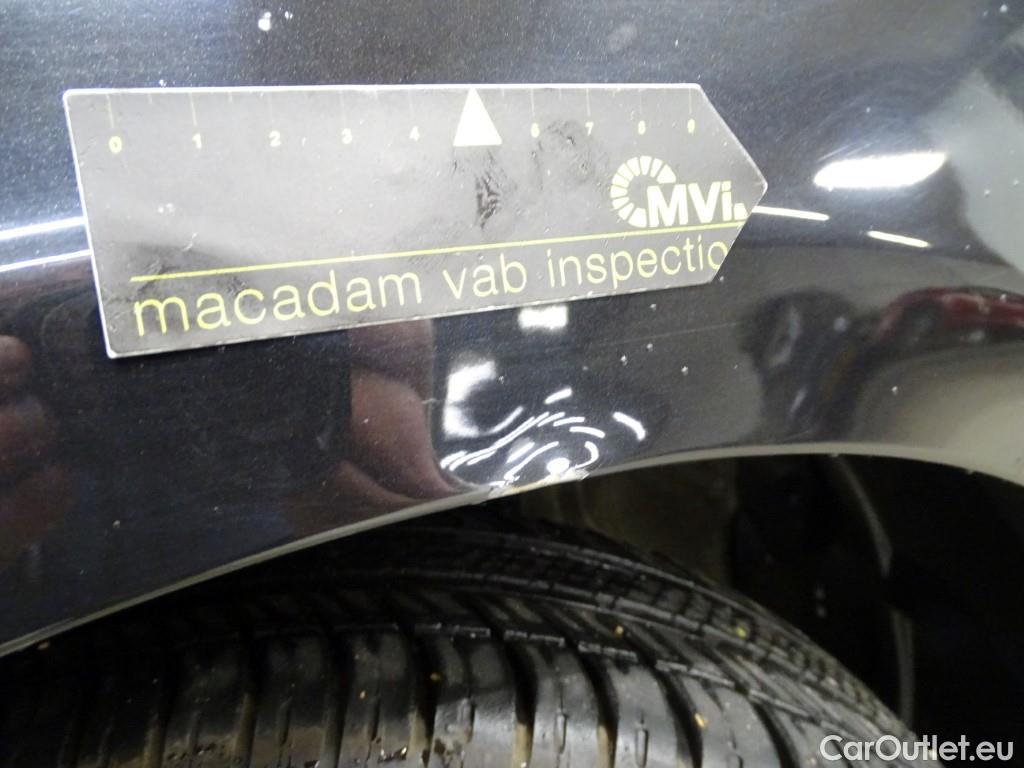 0 1 2 3 4 6 7 8 9
MVi
macadam vab inspectio
CarOutlet.eu